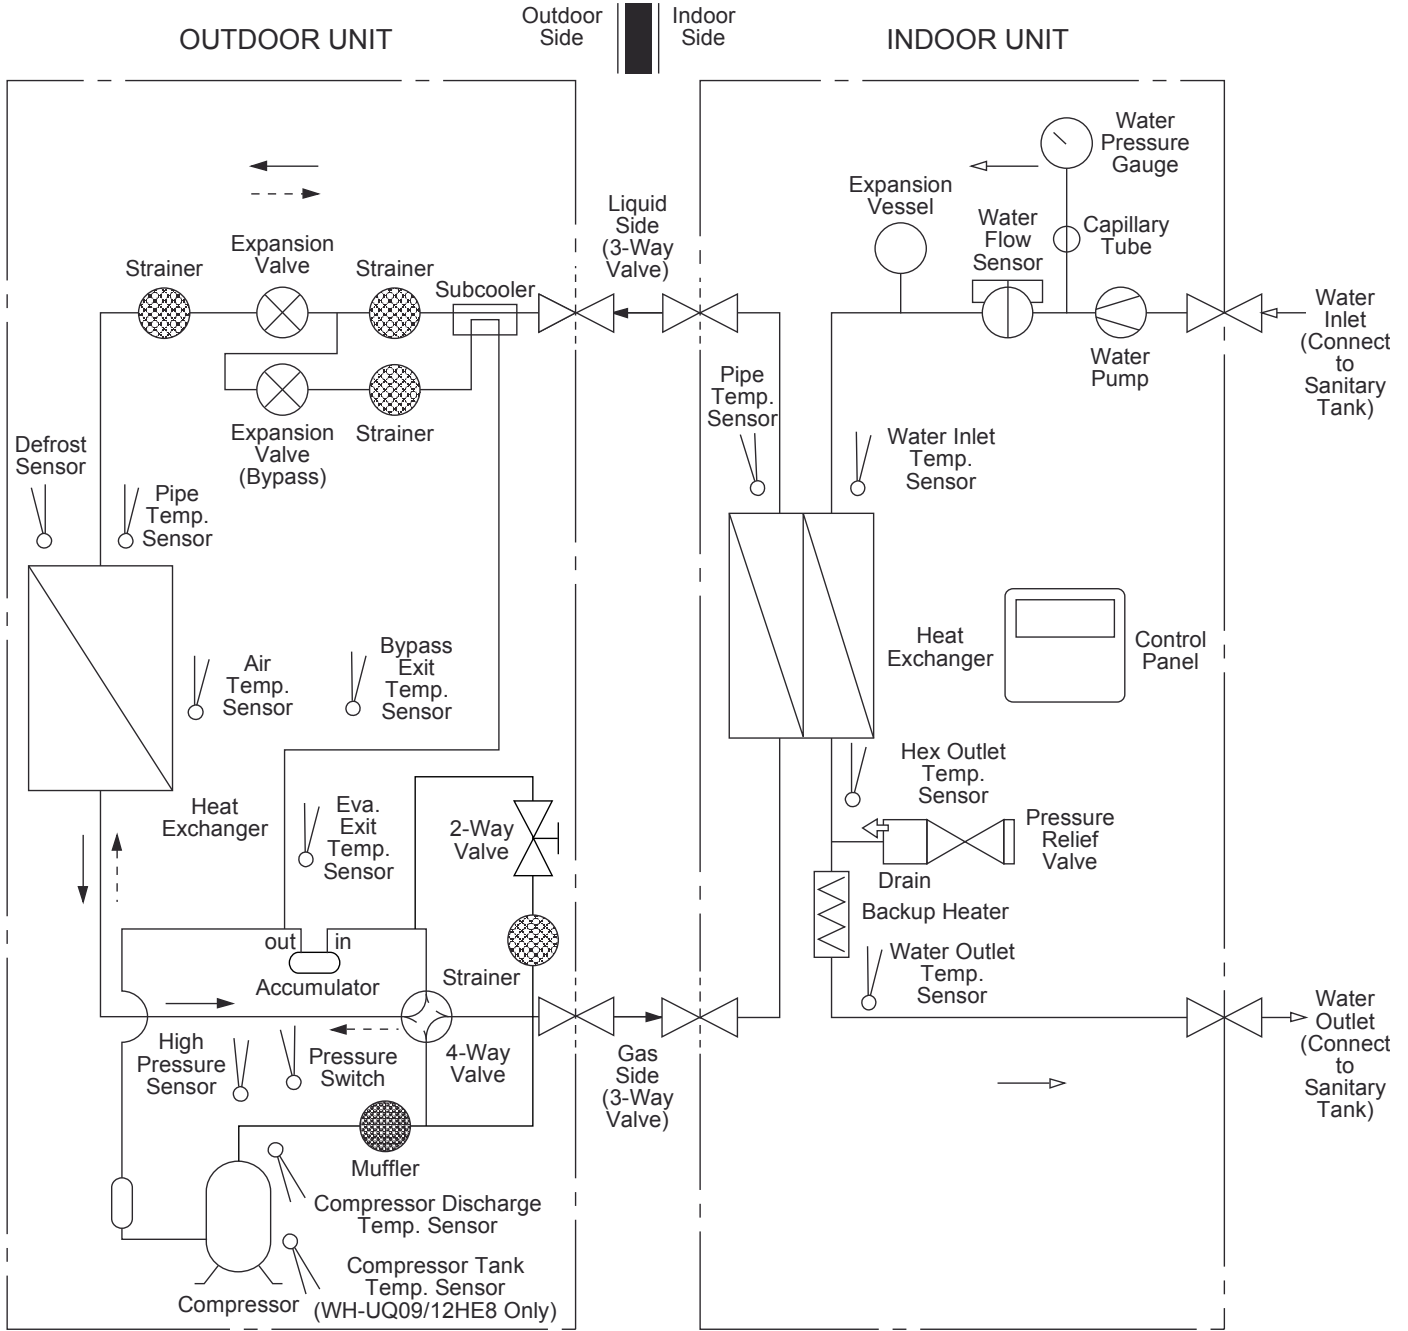 OUTDOOR UNIT
Outdoor
Side
Indoor
Side
INDOOR UNIT
Water
Pressure
Gauge
Expansion
Vessel
Liquid
Side
(3-Way
Valve)
Water
Flow
Sensor
Capillary
Tube
Expansion
Valve
Strainer
Strainer
Subcooler
Water
Inlet
(Connect
to
Sanitary
Tank)
Water
Pump
Pipe
Temp.
Sensor
Expansion
Valve
(Bypass)
Strainer
Defrost
Sensor
Water Inlet
Temp.
Sensor
Pipe
Temp.
Sensor
Air
Temp.
Sensor
Bypass
Exit
Temp.
Sensor
Heat
Exchanger
Control
Panel
Hex Outlet
Temp.
Sensor
Heat
Exchanger
Eva.
Exit
Temp.
Sensor
2-Way
Valve
Pressure
Relief
Valve
Drain
Backup Heater
out
in
Accumulator
Strainer
Water Outlet
Temp.
Sensor
Water
Outlet
(Connect
to
Sanitary
Tank)
High
Pressure
Sensor
Pressure
Switch
4-Way
Valve
Gas
Side
(3-Way
Valve)
Muffler
Compressor Discharge
Temp. Sensor
Compressor Tank
Temp. Sensor
(WH-UQ09/12HE8 Only)
Compressor